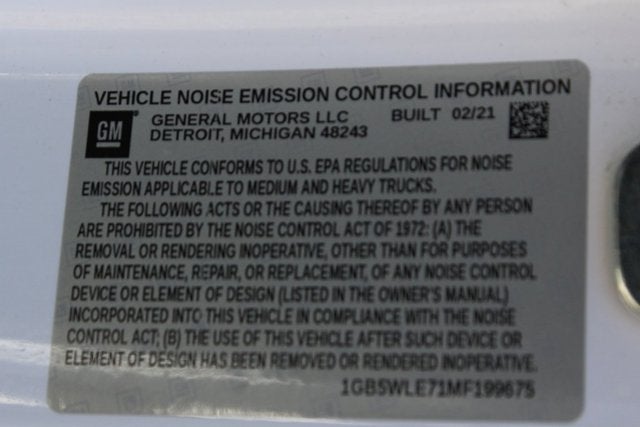 VEHICLE NOISE EMISSION CONTROL INFORMATION
GM GENERAL MOTORS LLC BUILT 02/21
DETROIT, MICHIGAN 48243
THIS VEHICLE CONFORMS TO U.S. EPA REGULATIONS FOR NOISE
EMISSION APPLICABLE TO MEDIUM AND HEAVY TRUCKS.
THE FOLLOWING ACTS OR THE CAUSING THEREOF BY ANY PERSON
ARE PROHIBITED BY THE NOISE CONTROL ACT OF 1972: (A) THE
REMOVAL OR RENDERING INOPERATIVE, OTHER THAN FOR PURPOSES
OF MAINTENANCE, REPAIR, OR REPLACEMENT, OF ANY NOISE CONTROL
DEVICE OR ELEMENT OF DESIGN (LISTED IN THE OWNER'S MANUAL)
INCORPORATED INTO THIS VEHICLE IN COMPLIANCE WITH THE NOISE
CONTROL ACT; (B) THE USE OF THIS VEHICLE AFTER SUCH DEVICE OR
ELEMENT OF DESIGN HAS BEEN REMOVED OR RENDERED INOPERATIVE.
1GB5WLE71MF199675